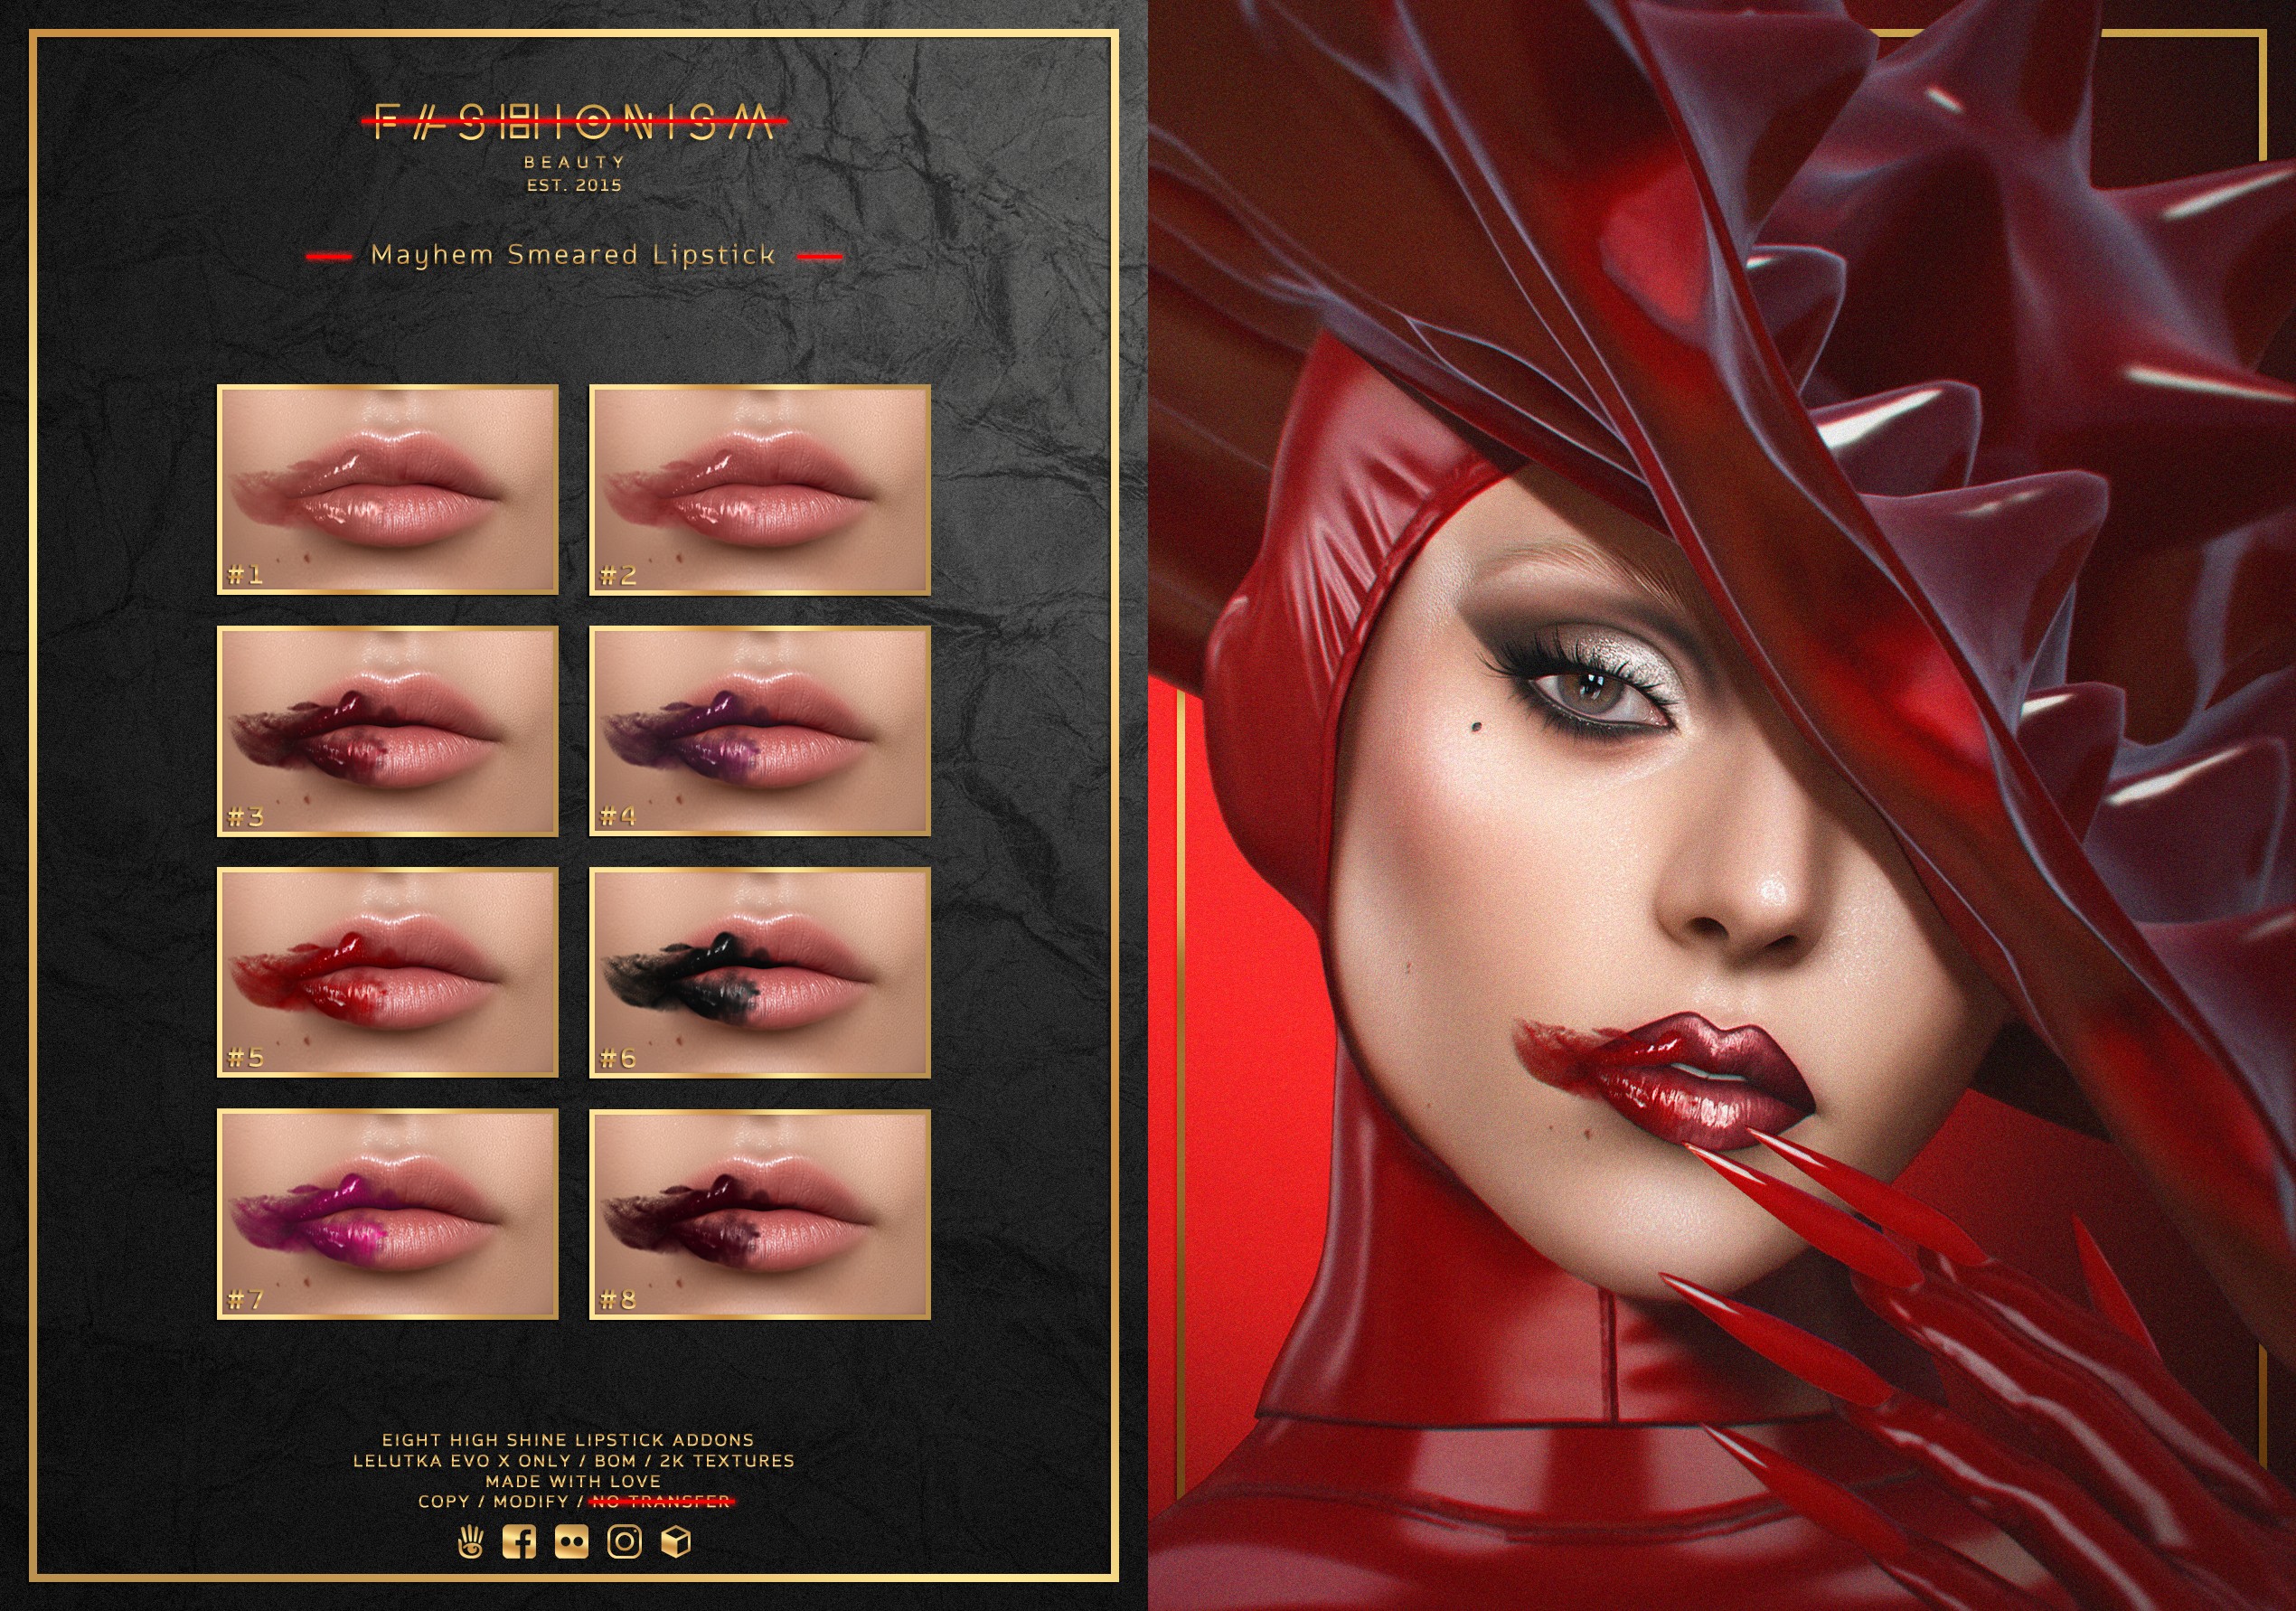 FASHIONISM
BEAUTY
EST. 2015
Mayhem Smeared Lipstick
#1
#2
#3
#4
#5
#6
#7
#8
EIGHT HIGH SHINE LIPSTICK ADDONS
LELUTKA EVO X ONLY / BOM / 2K TEXTURES
MADE WITH LOVE
COPY / MODIFY / NO TRANSFER